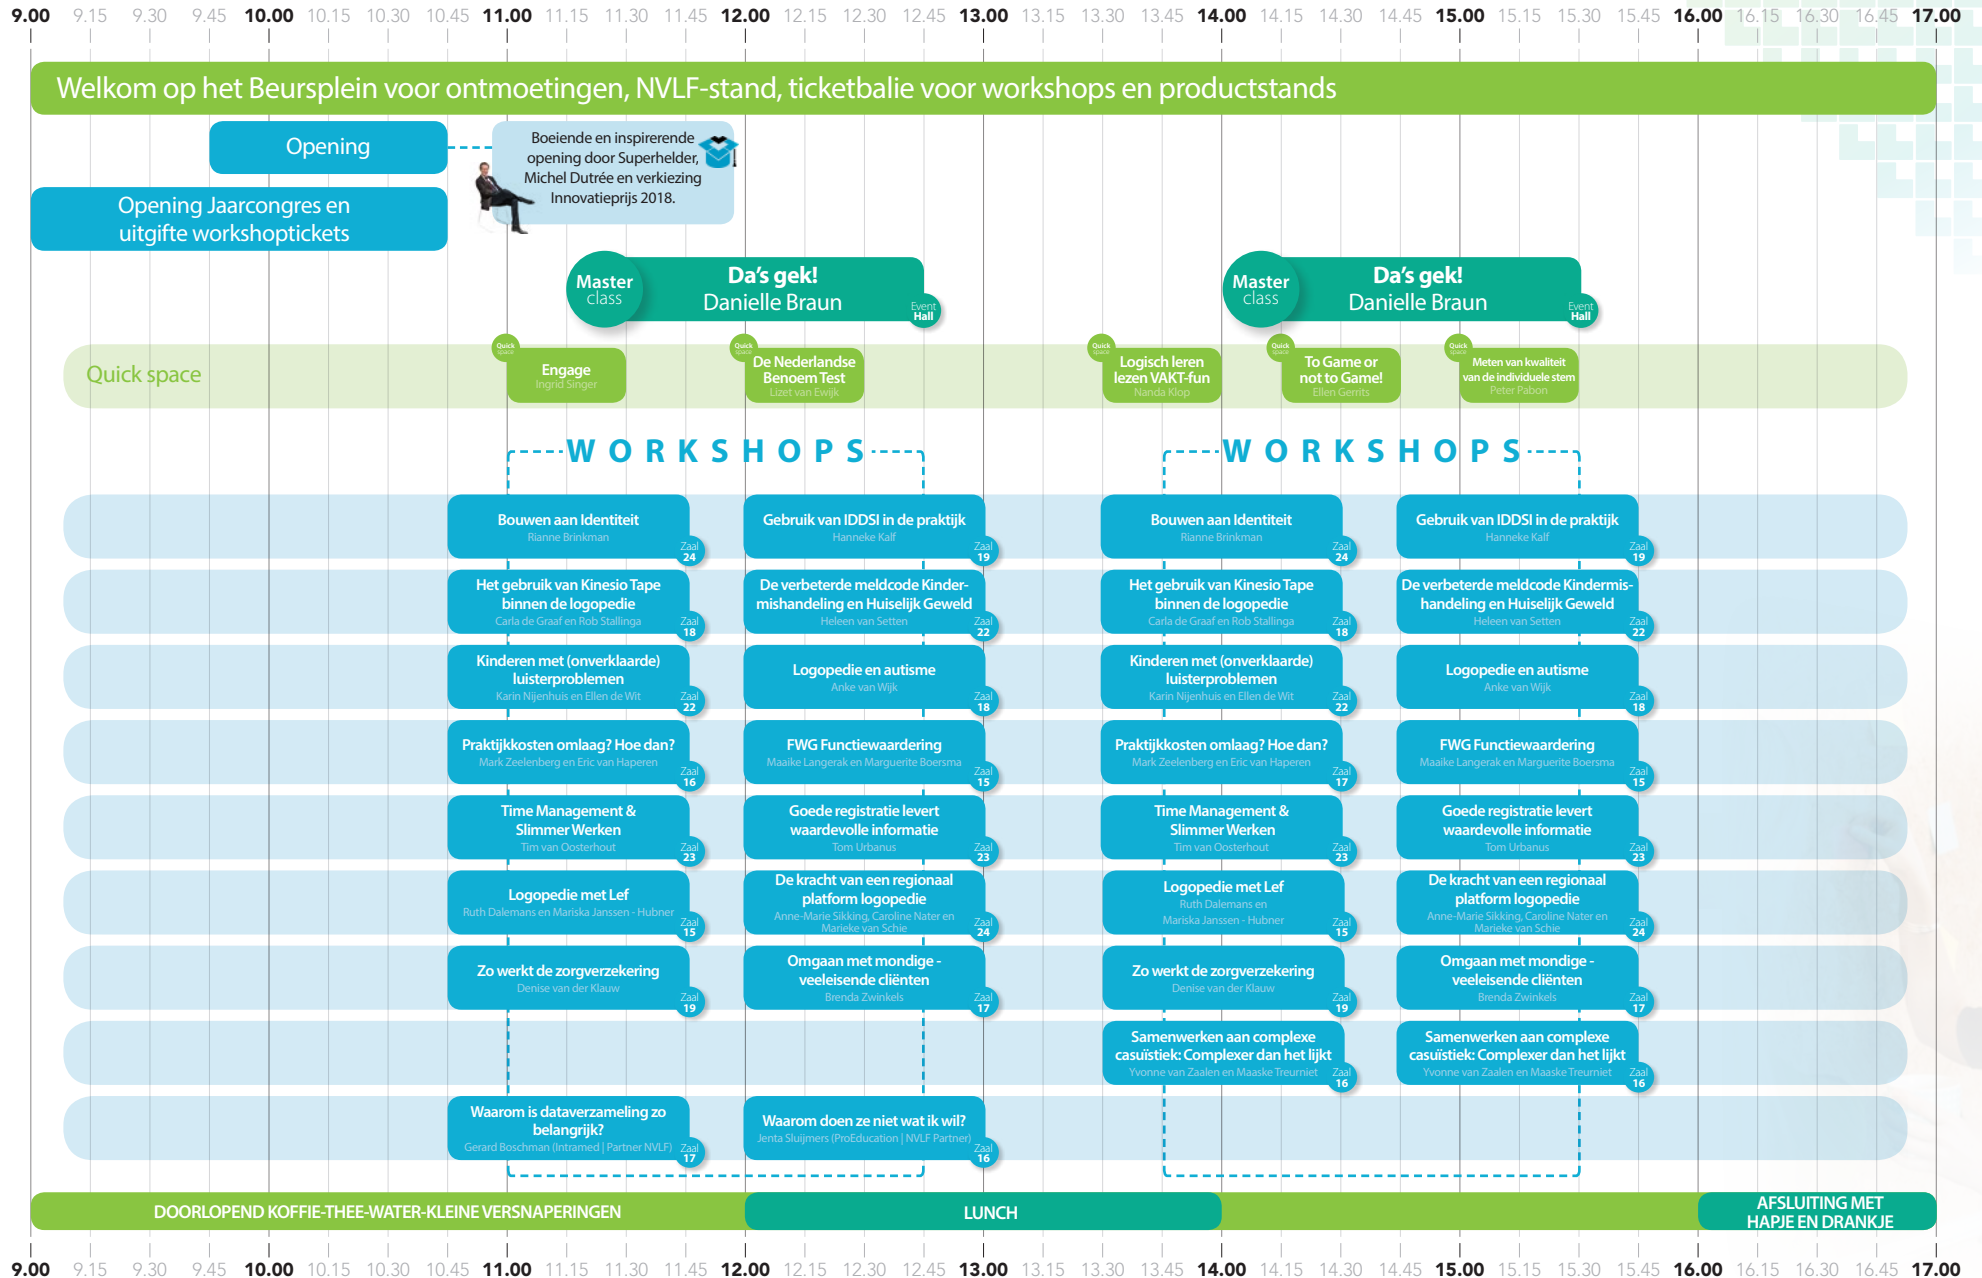 9.00 9.15 9.30 9.45 10.00 10.15 10.30 10.45 11.00 11.15 11.30 11.45 12.00 12.15 12.30 12.45 13.00 13.15 13.30 13.45 14.00 14.15 14.30 14.45 15.00 15.15 15.30 15.45 16.00 16.15 16.30 16.45 17.00
Welkom op het Beursplein voor ontmoetingen, NVLF-stand, ticketbalie voor workshops en productstands
Opening
Boeiende en inspirerende
opening door Superhelder,
Michel Dutrée en verkiezing
Innovatieprijs 2018.
Opening Jaarcongres en
uitgifte workshoptickets
Master
class
Da's gek!
Danielle Braun
Event
Hall
Master
class
Da's gek!
Danielle Braun
Event
Hall
Quick space
Quick
space
Engage
Ingrid Singer
Quick
space
De Nederlandse
Benoem Test
Lizet van Ewijk
Quick
space
Logisch leren
lezen VAKT-fun
Nanda Klop
Quick
space
To Game or
not to Game!
Ellen Gerrits
Quick
space
Meten van kwaliteit
van de individuele stem
Peter Pabon
WORKSHOPS
WORKSHOPS
Bouwen aan Identiteit
Rianne Brinkman
Zaal
24
Gebruik van IDDSI in de praktijk
Hanneke Kalf
Zaal
19
Bouwen aan Identiteit
Rianne Brinkman
Zaal
24
Gebruik van IDDSI in de praktijk
Hanneke Kalf
Zaal
19
Het gebruik van Kinesio Tape
binnen de logopedie
Carla de Graaf en Rob Stallinga
Zaal
18
De verbeterde meldcode Kinder-
mishandeling en Huiselijk Geweld
Heleen van Setten
Zaal
22
Het gebruik van Kinesio Tape
binnen de logopedie
Carla de Graaf en Rob Stallinga
Zaal
18
De verbeterde meldcode Kindermis-
handeling en Huiselijk Geweld
Heleen van Setten
Zaal
22
Kinderen met (onverklaarde)
luisterproblemen
Karin Nijenhuis en Ellen de Wit
Zaal
22
Logopedie en autisme
Anke van Wijk
Zaal
18
Kinderen met (onverklaarde)
luisterproblemen
Karin Nijenhuis en Ellen de Wit
Zaal
22
Logopedie en autisme
Anke van Wijk
Zaal
18
Praktijkkosten omlaag? Hoe dan?
Mark Zeelenberg en Eric van Haperen
Zaal
16
FWG Functiewaardering
Maaike Langerak en Marguerite Boersma
Zaal
15
Praktijkkosten omlaag? Hoe dan?
Mark Zeelenberg en Eric van Haperen
Zaal
17
FWG Functiewaardering
Maaike Langerak en Marguerite Boersma
Zaal
15
Time Management &
Slimmer Werken
Tim van Oosterhout
Zaal
23
Goede registratie levert
waardevolle informatie
Tom Urbanus
Zaal
23
Time Management &
Slimmer Werken
Tim van Oosterhout
Zaal
23
Goede registratie levert
waardevolle informatie
Tom Urbanus
Zaal
23
Logopedie met Lef
Ruth Dalemans en Mariska Janssen - Hubner
Zaal
15
De kracht van een regionaal
platform logopedie
Anne-Marie Sikking, Caroline Nater en
Marieke van Schie
Zaal
24
Logopedie met Lef
Ruth Dalemans en
Mariska Janssen - Hubner
Zaal
15
De kracht van een regionaal
platform logopedie
Anne-Marie Sikking, Caroline Nater en
Marieke van Schie
Zaal
24
Zo werkt de zorgverzekering
Denise van der Klauw
Zaal
19
Omgaan met mondige -
veeleisende cliënten
Brenda Zwinkels
Zaal
17
Zo werkt de zorgverzekering
Denise van der Klauw
Zaal
19
Omgaan met mondige -
veeleisende cliënten
Brenda Zwinkels
Zaal
17
Samenwerken aan complexe
casuïstiek: Complexer dan het lijkt
Yvonne van Zaalen en Maaske Treurniet
Zaal
16
Samenwerken aan complexe
casuïstiek: Complexer dan het lijkt
Yvonne van Zaalen en Maaske Treurniet
Zaal
16
Waarom is dataverzameling zo
belangrijk?
Gerard Boschman (Intramed | Partner NVLF)
Zaal
17
Waarom doen ze niet wat ik wil?
Jenta Sluijmers (ProEducation | NVLF Partner)
Zaal
16
DOORLOPEND KOFFIE-THEE-WATER-KLEINE VERSNAPERINGEN
LUNCH
AFSLUITING MET
HAPJE EN DRANKJE
9.00 9.15 9.30 9.45 10.00 10.15 10.30 10.45 11.00 11.15 11.30 11.45 12.00 12.15 12.30 12.45 13.00 13.15 13.30 13.45 14.00 14.15 14.30 14.45 15.00 15.15 15.30 15.45 16.00 16.15 16.30 16.45 17.00